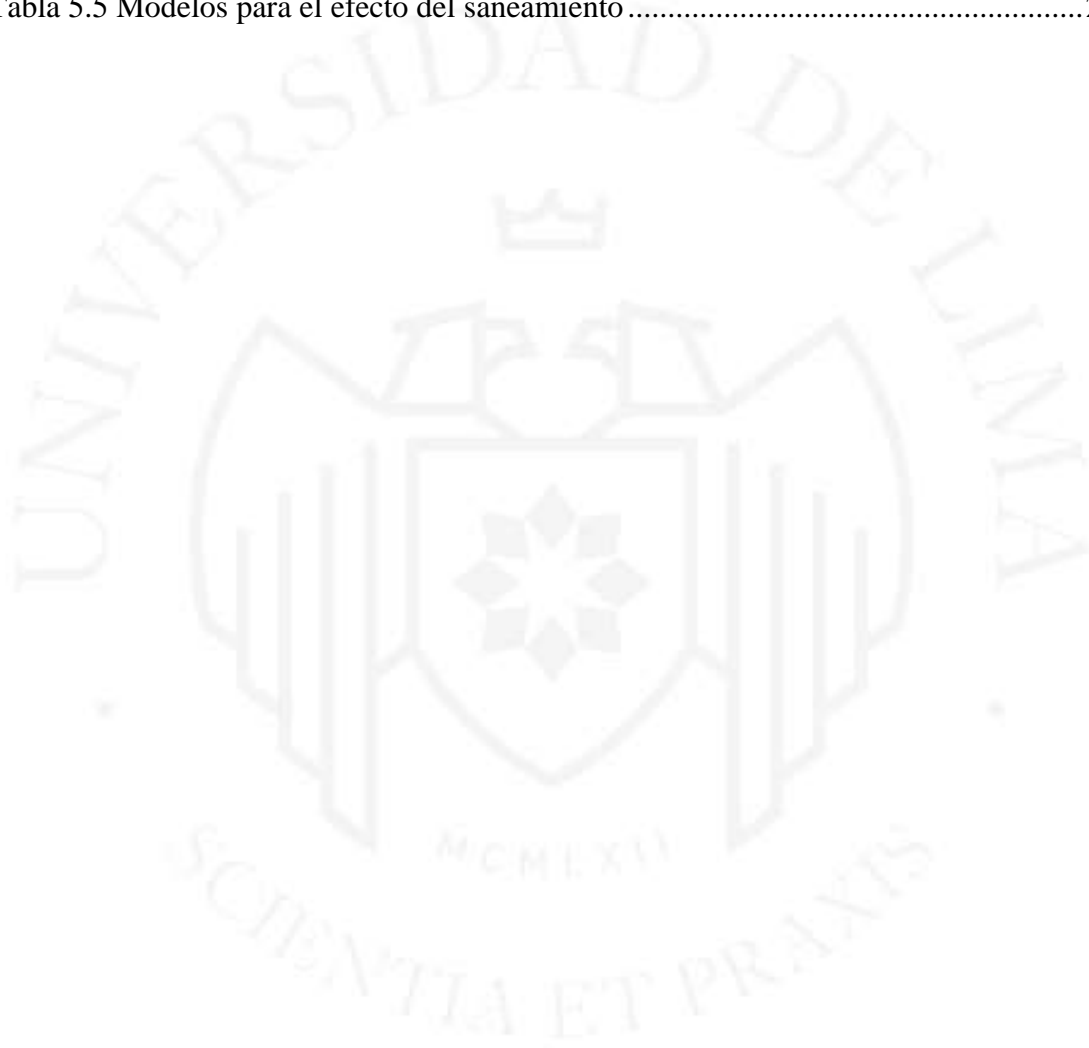 Tabla 5.5 Modelos para el efecto del saneamiento
UNIVERSIDAD DE LIMA
MCMLXII
SCIENTIA ET PRAXIS